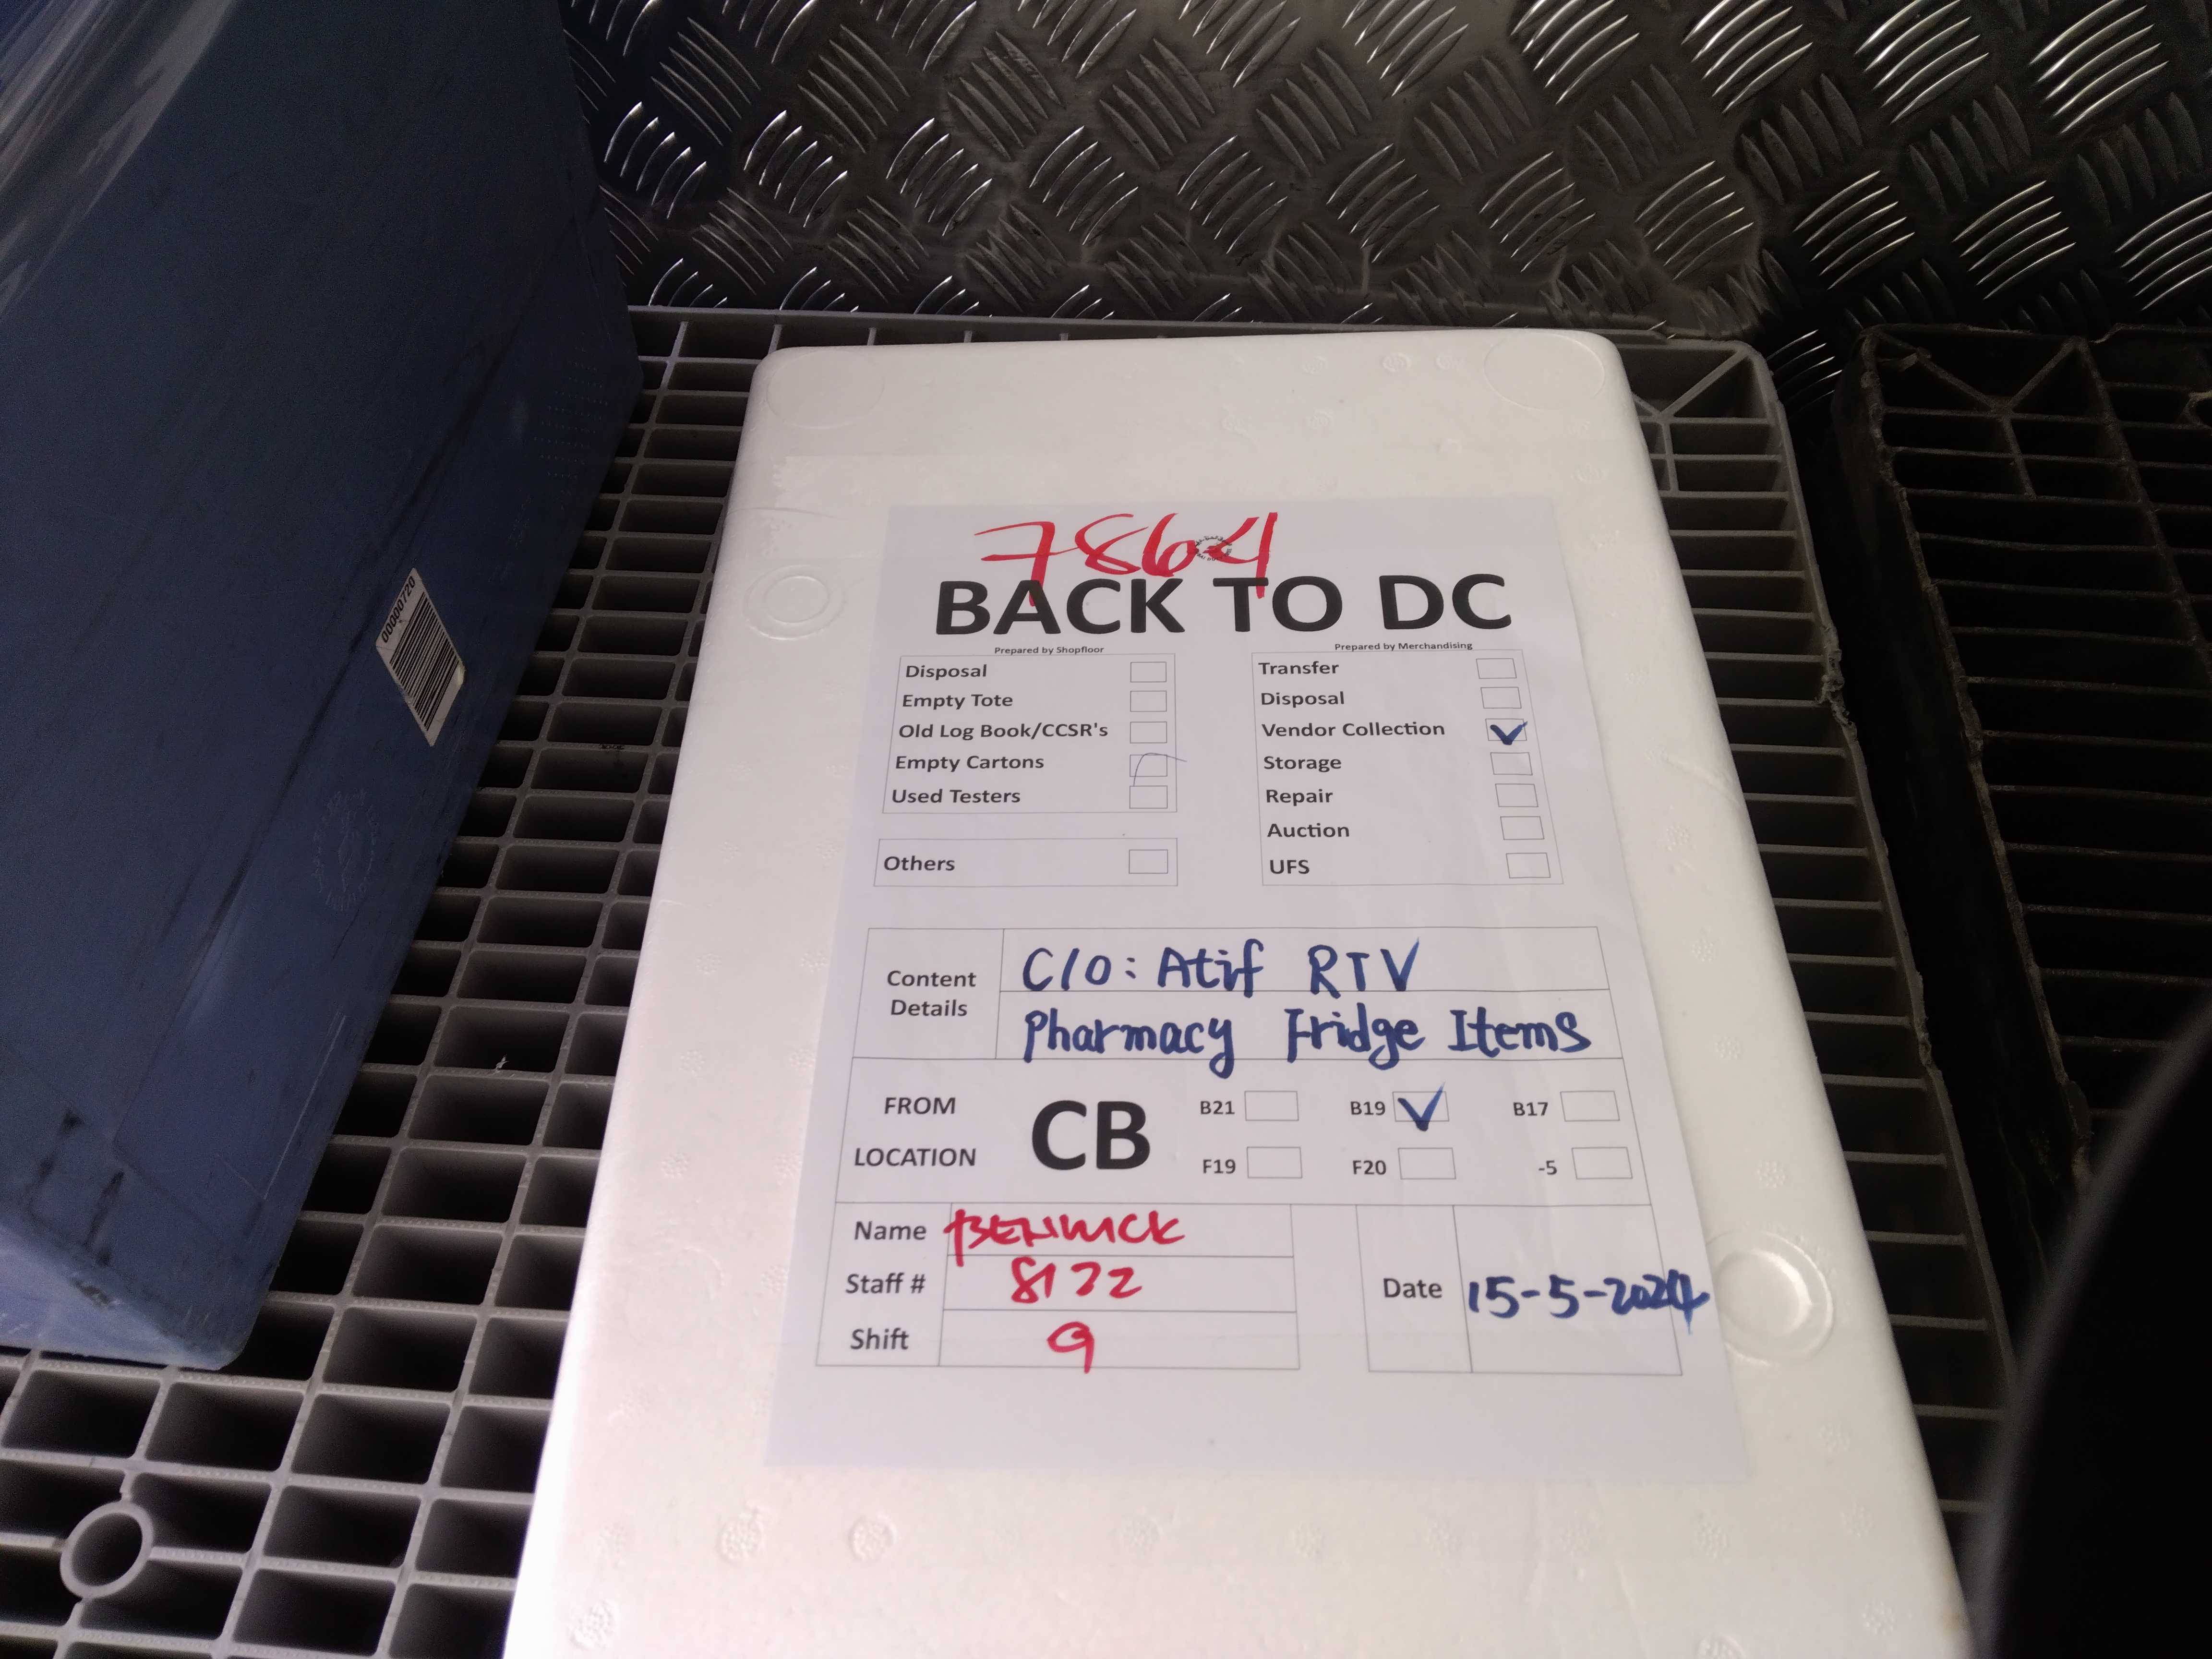 00000720
7864
BACK TO DC
Prepared by Shopfloor
Disposal
Empty Tote
Old Log Book/CCSR's
Empty Cartons
Used Testers
Others
Prepared by Merchandising
Transfer
Disposal
Vendor Collection
Storage
Repair
Auction
UFS
Content Details
C/O: Atif RTV
Pharmacy Fridge Items
FROM LOCATION
CB
B21 B19 B17
F19 F20 -5
Name BENWICK
Staff # 8122
Shift 9
Date 15-5-2024